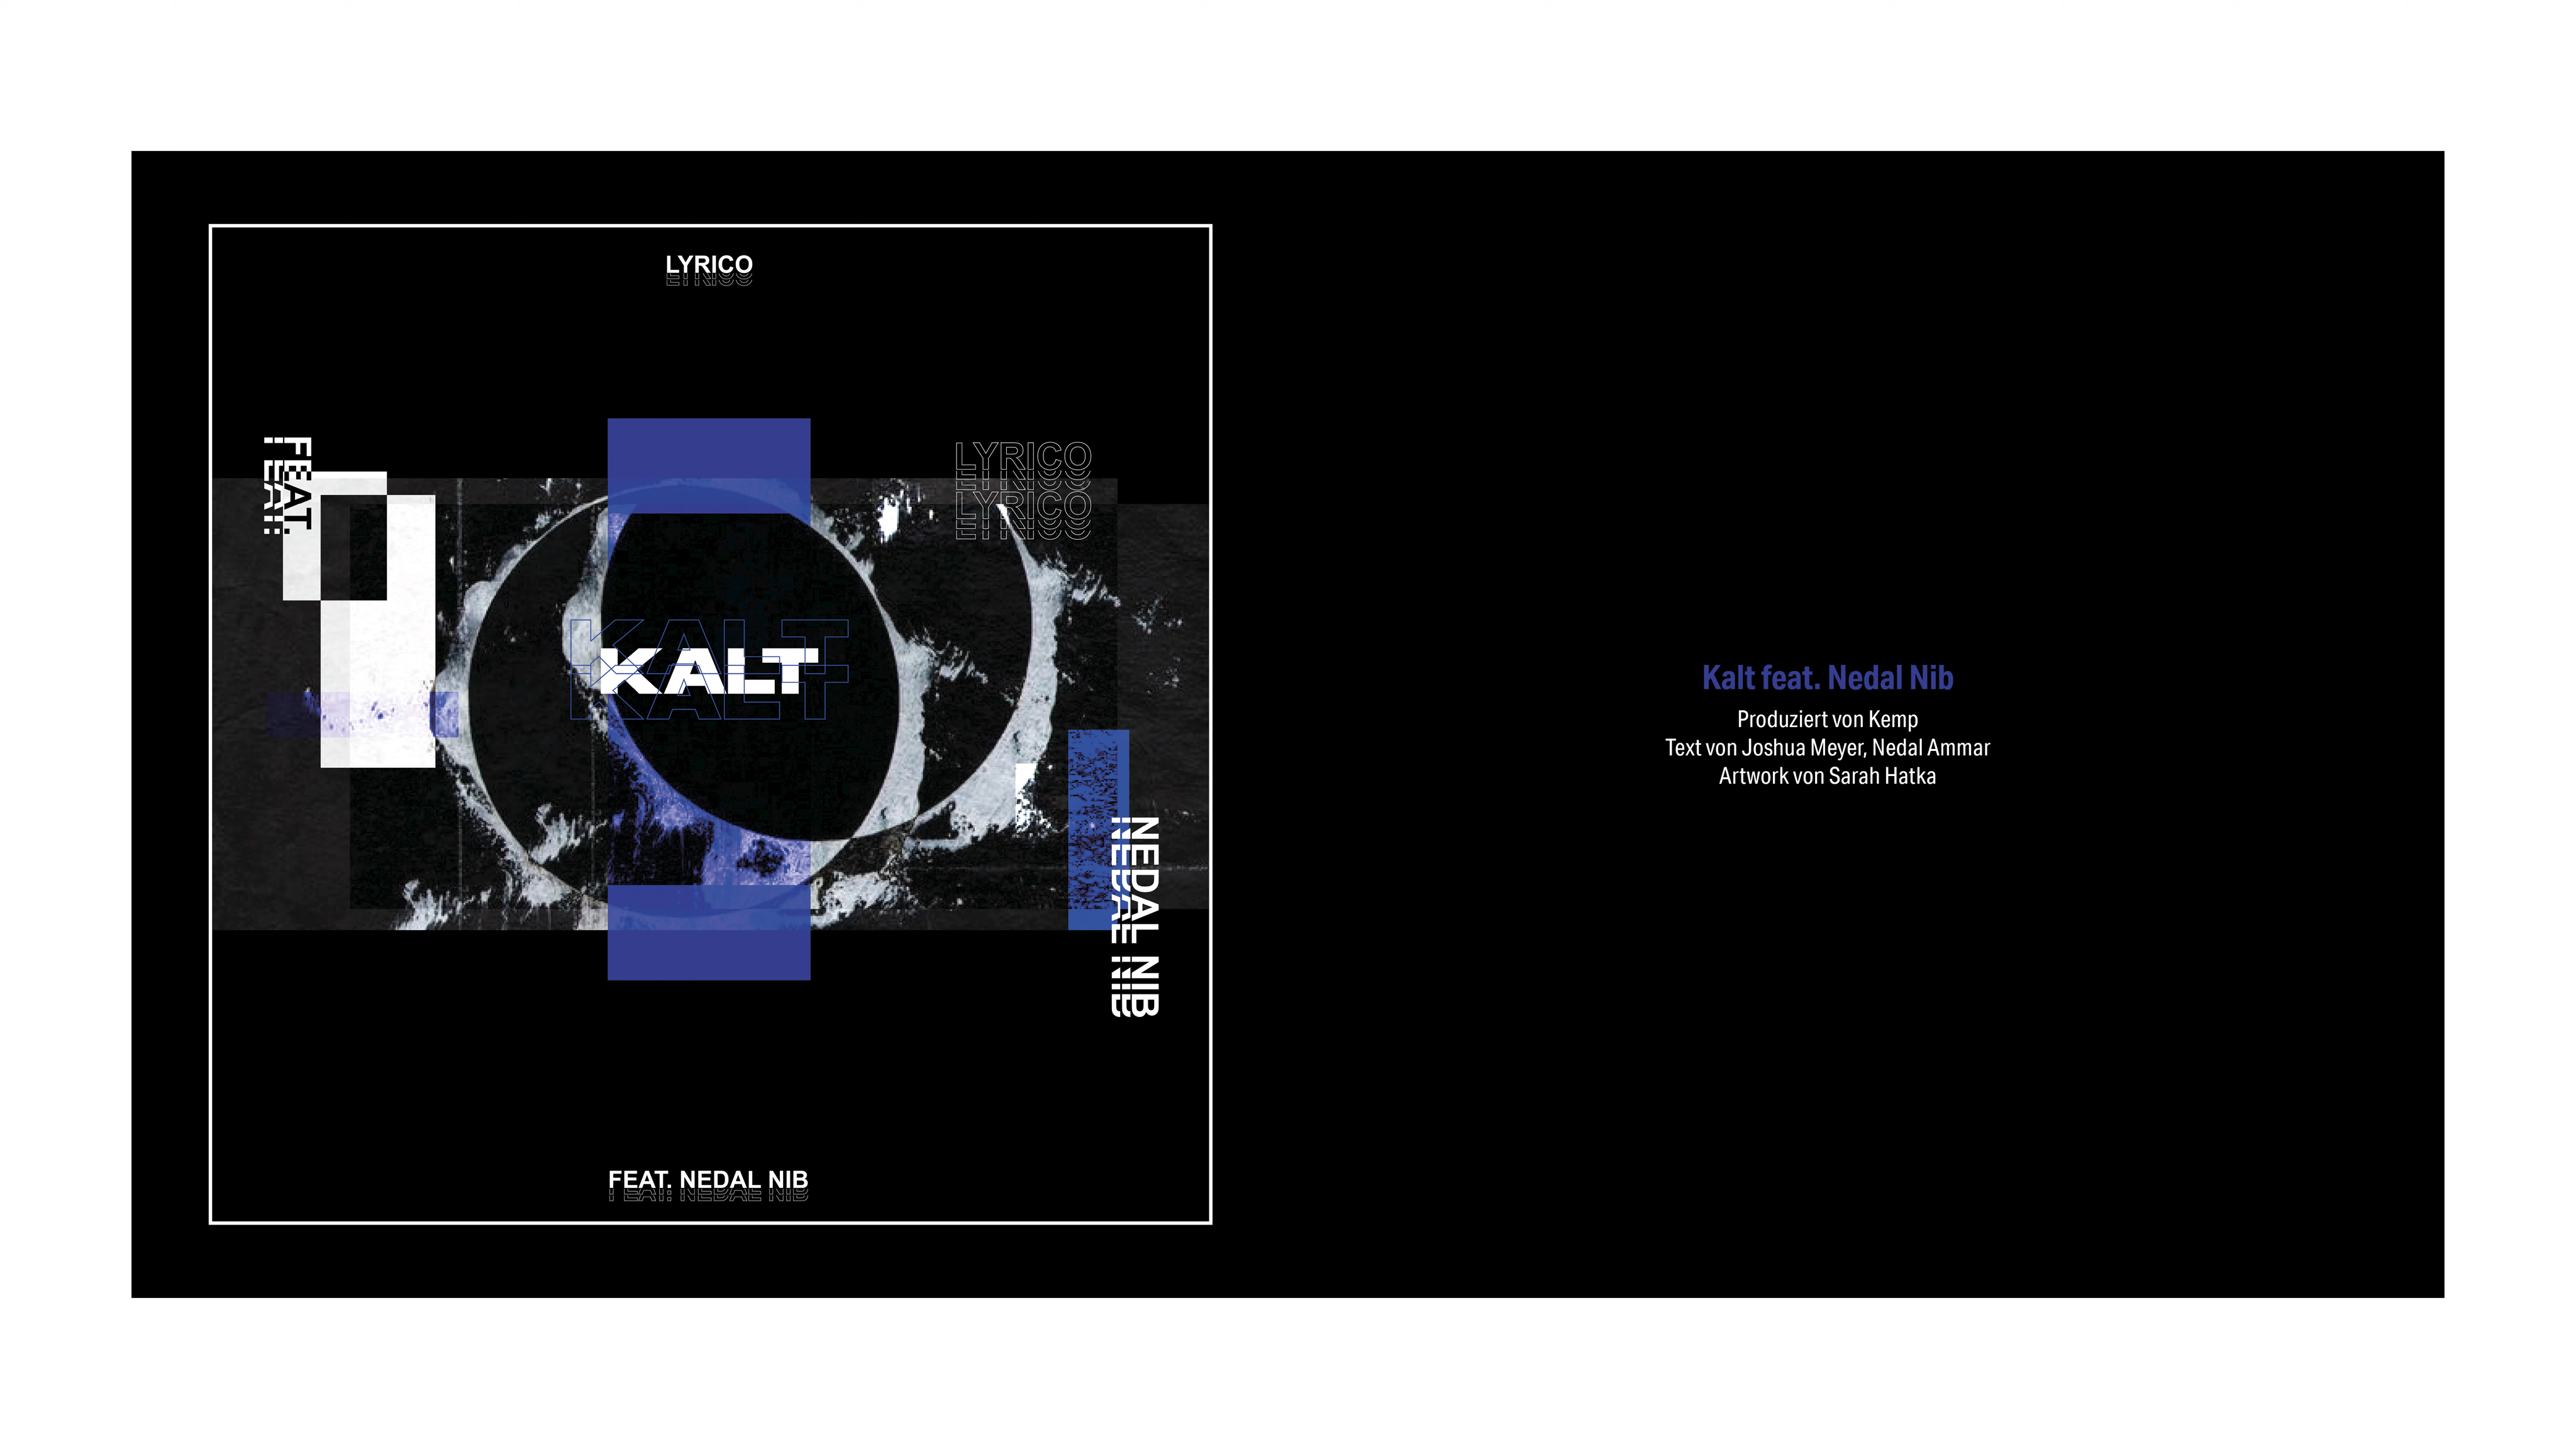 LYRICO
FEAT.
LYRICO
LYRICO
KALT
KALT
KALT
NEDAL NIB
FEAT. NEDAL NIB
Kalt feat. Nedal Nib
Produziert von Kemp
Text von Joshua Meyer, Nedal Ammar
Artwork von Sarah Hatka